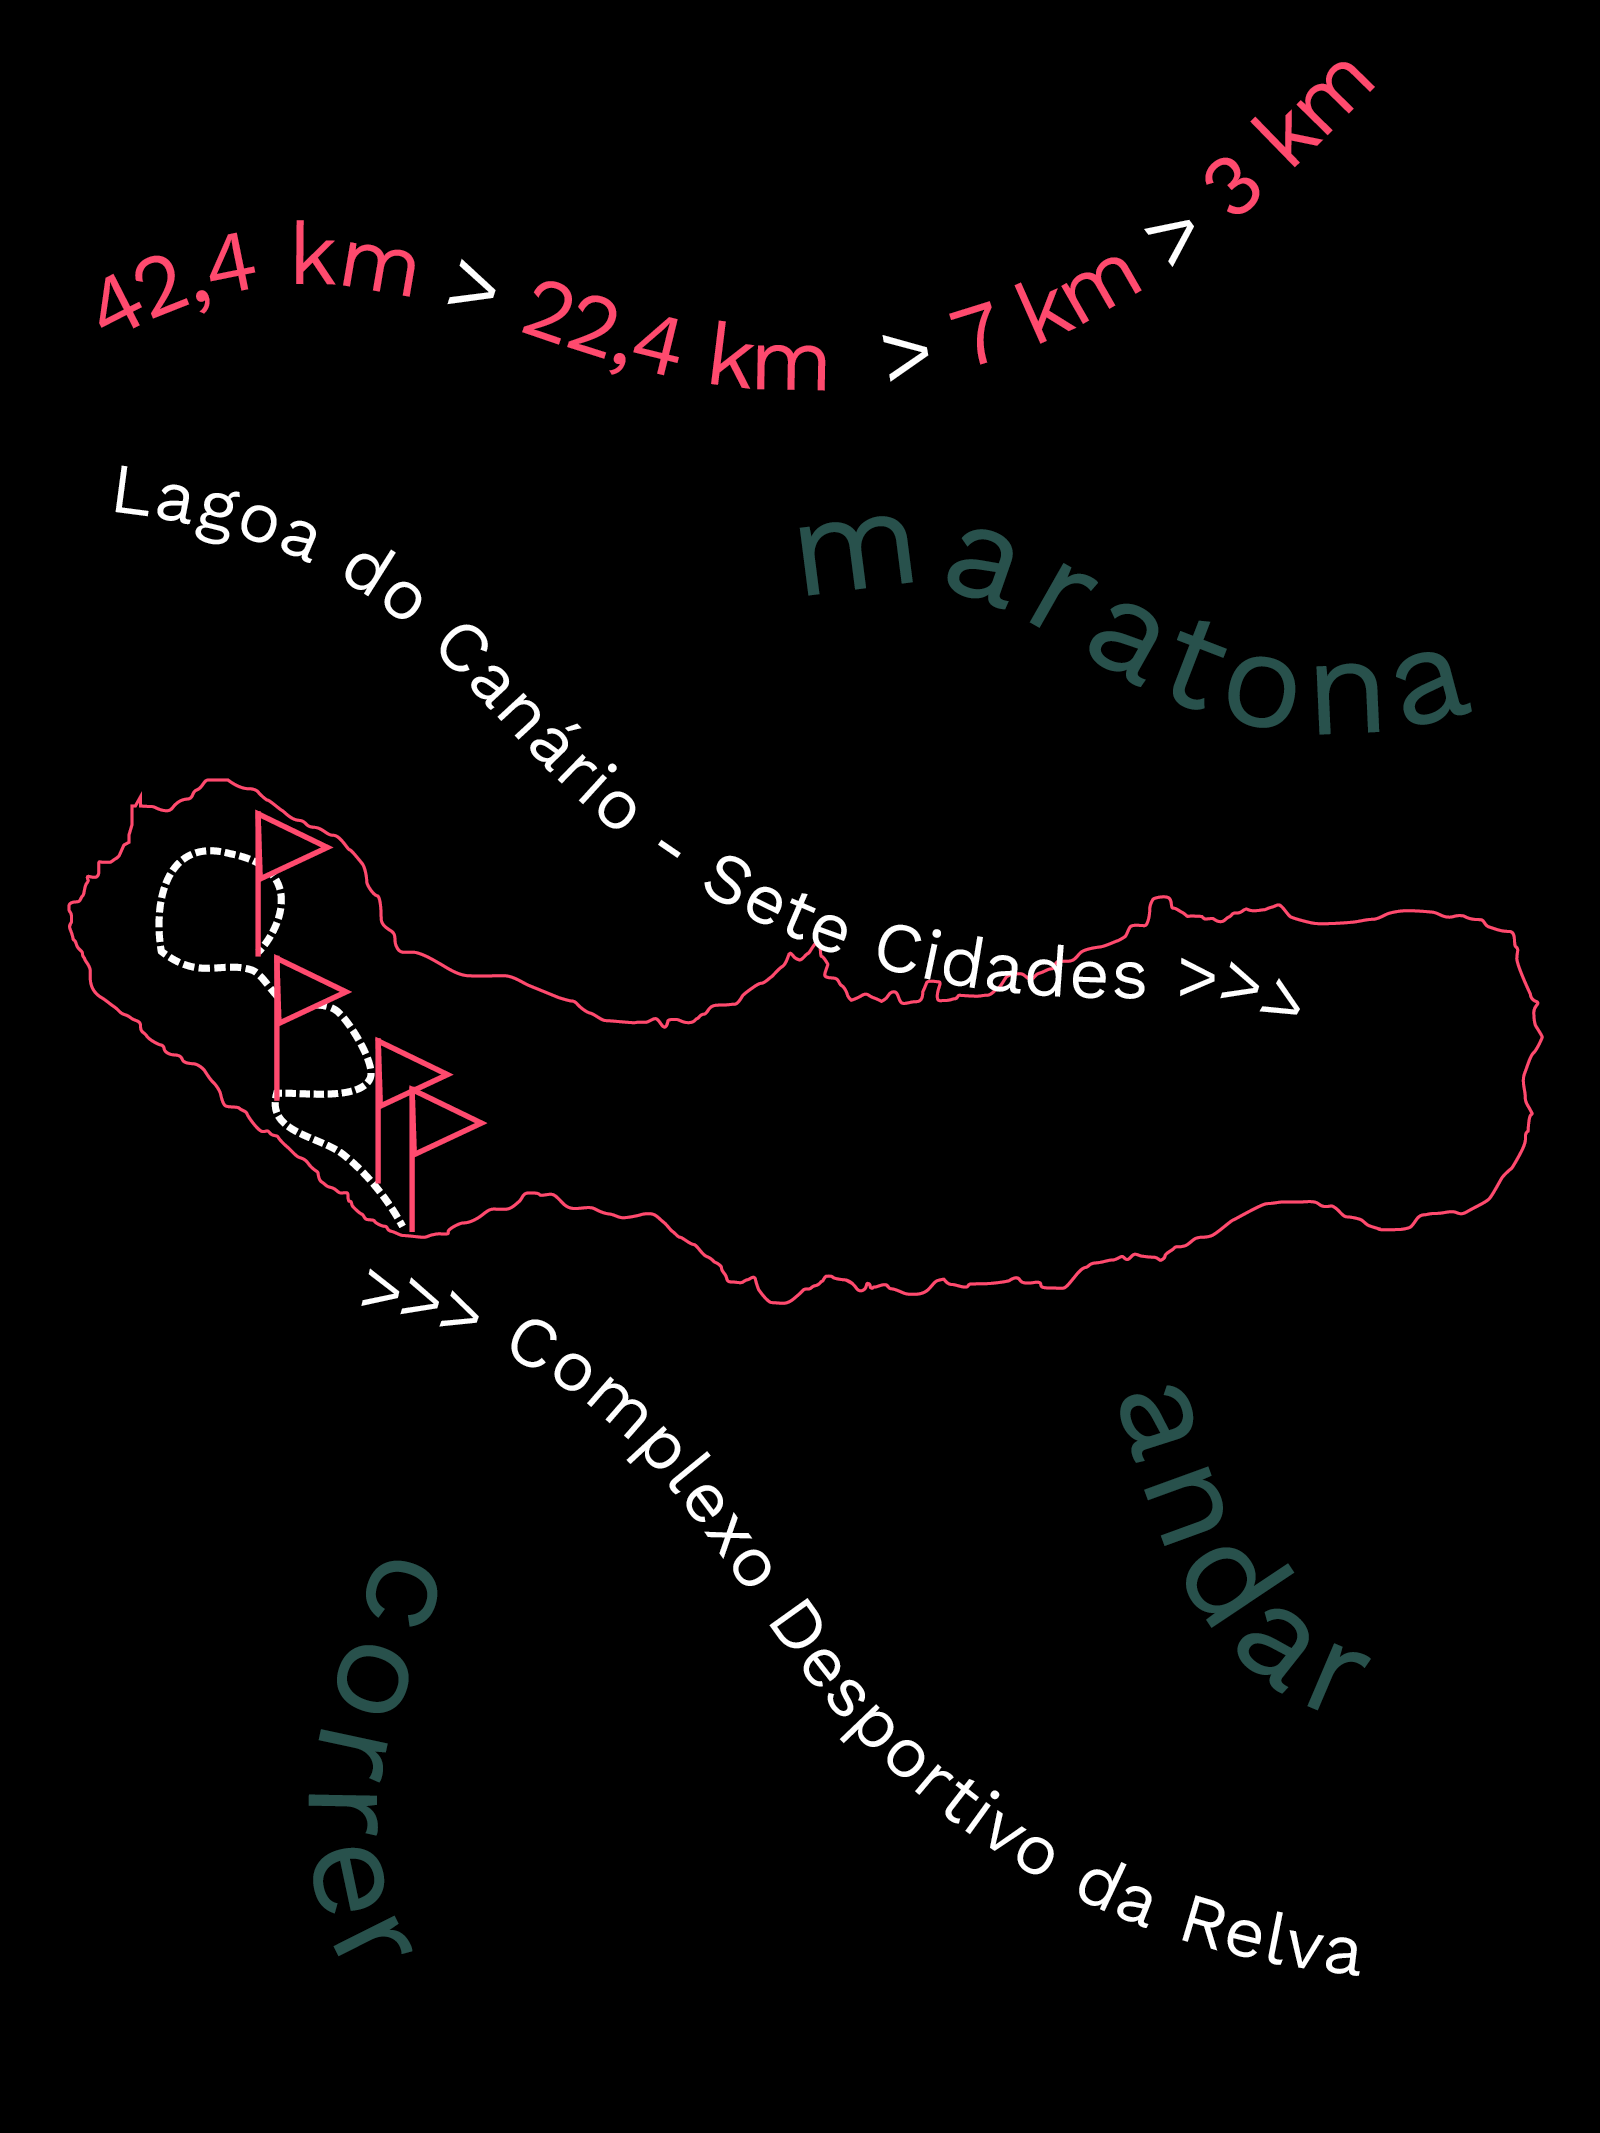 42,4 km > 22,4 km > 7 km > 3 km
maratona
Lagoa do Canário - Sete Cidades >>>
>>> Complexo Desportivo da Relva
andar
correr